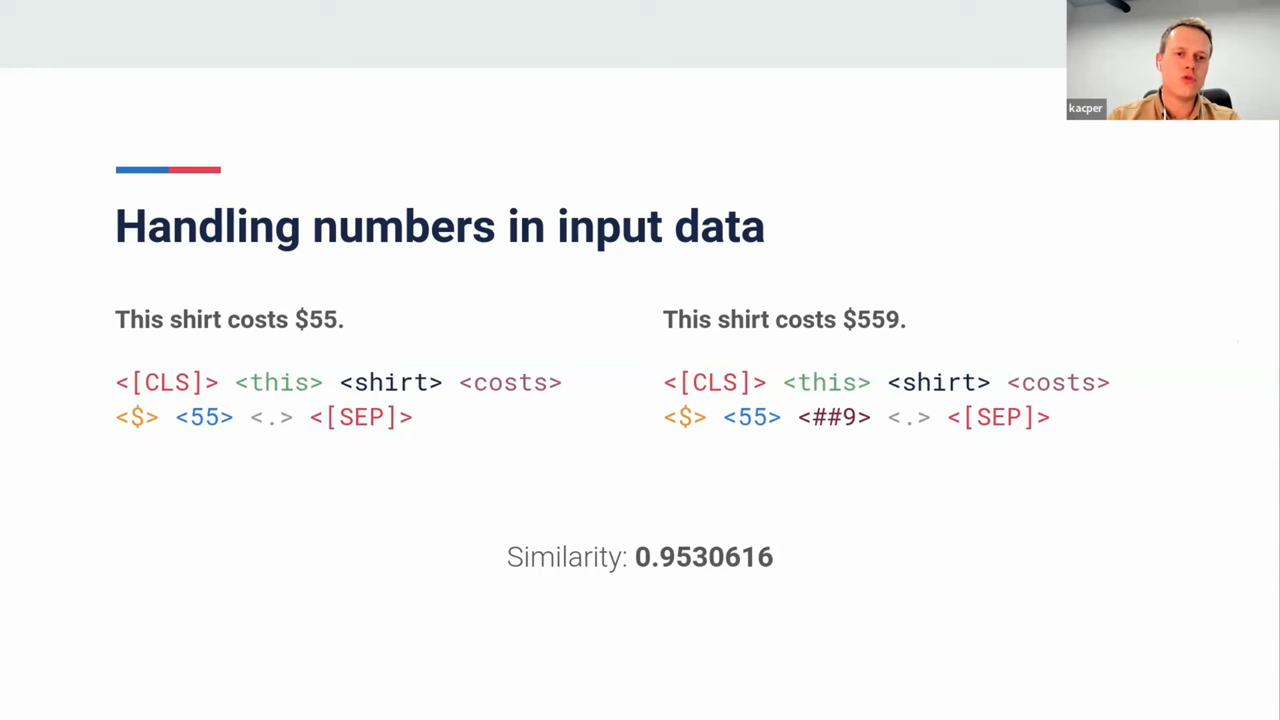 kacper
Handling numbers in input data
This shirt costs $55.
<[CLS]> <this> <shirt> <costs>
<$> <55> <.> <[SEP]>
This shirt costs $559.
<[CLS]> <this> <shirt> <costs>
<$> <55> <##9> <.> <[SEP]>
Similarity: 0.9530616